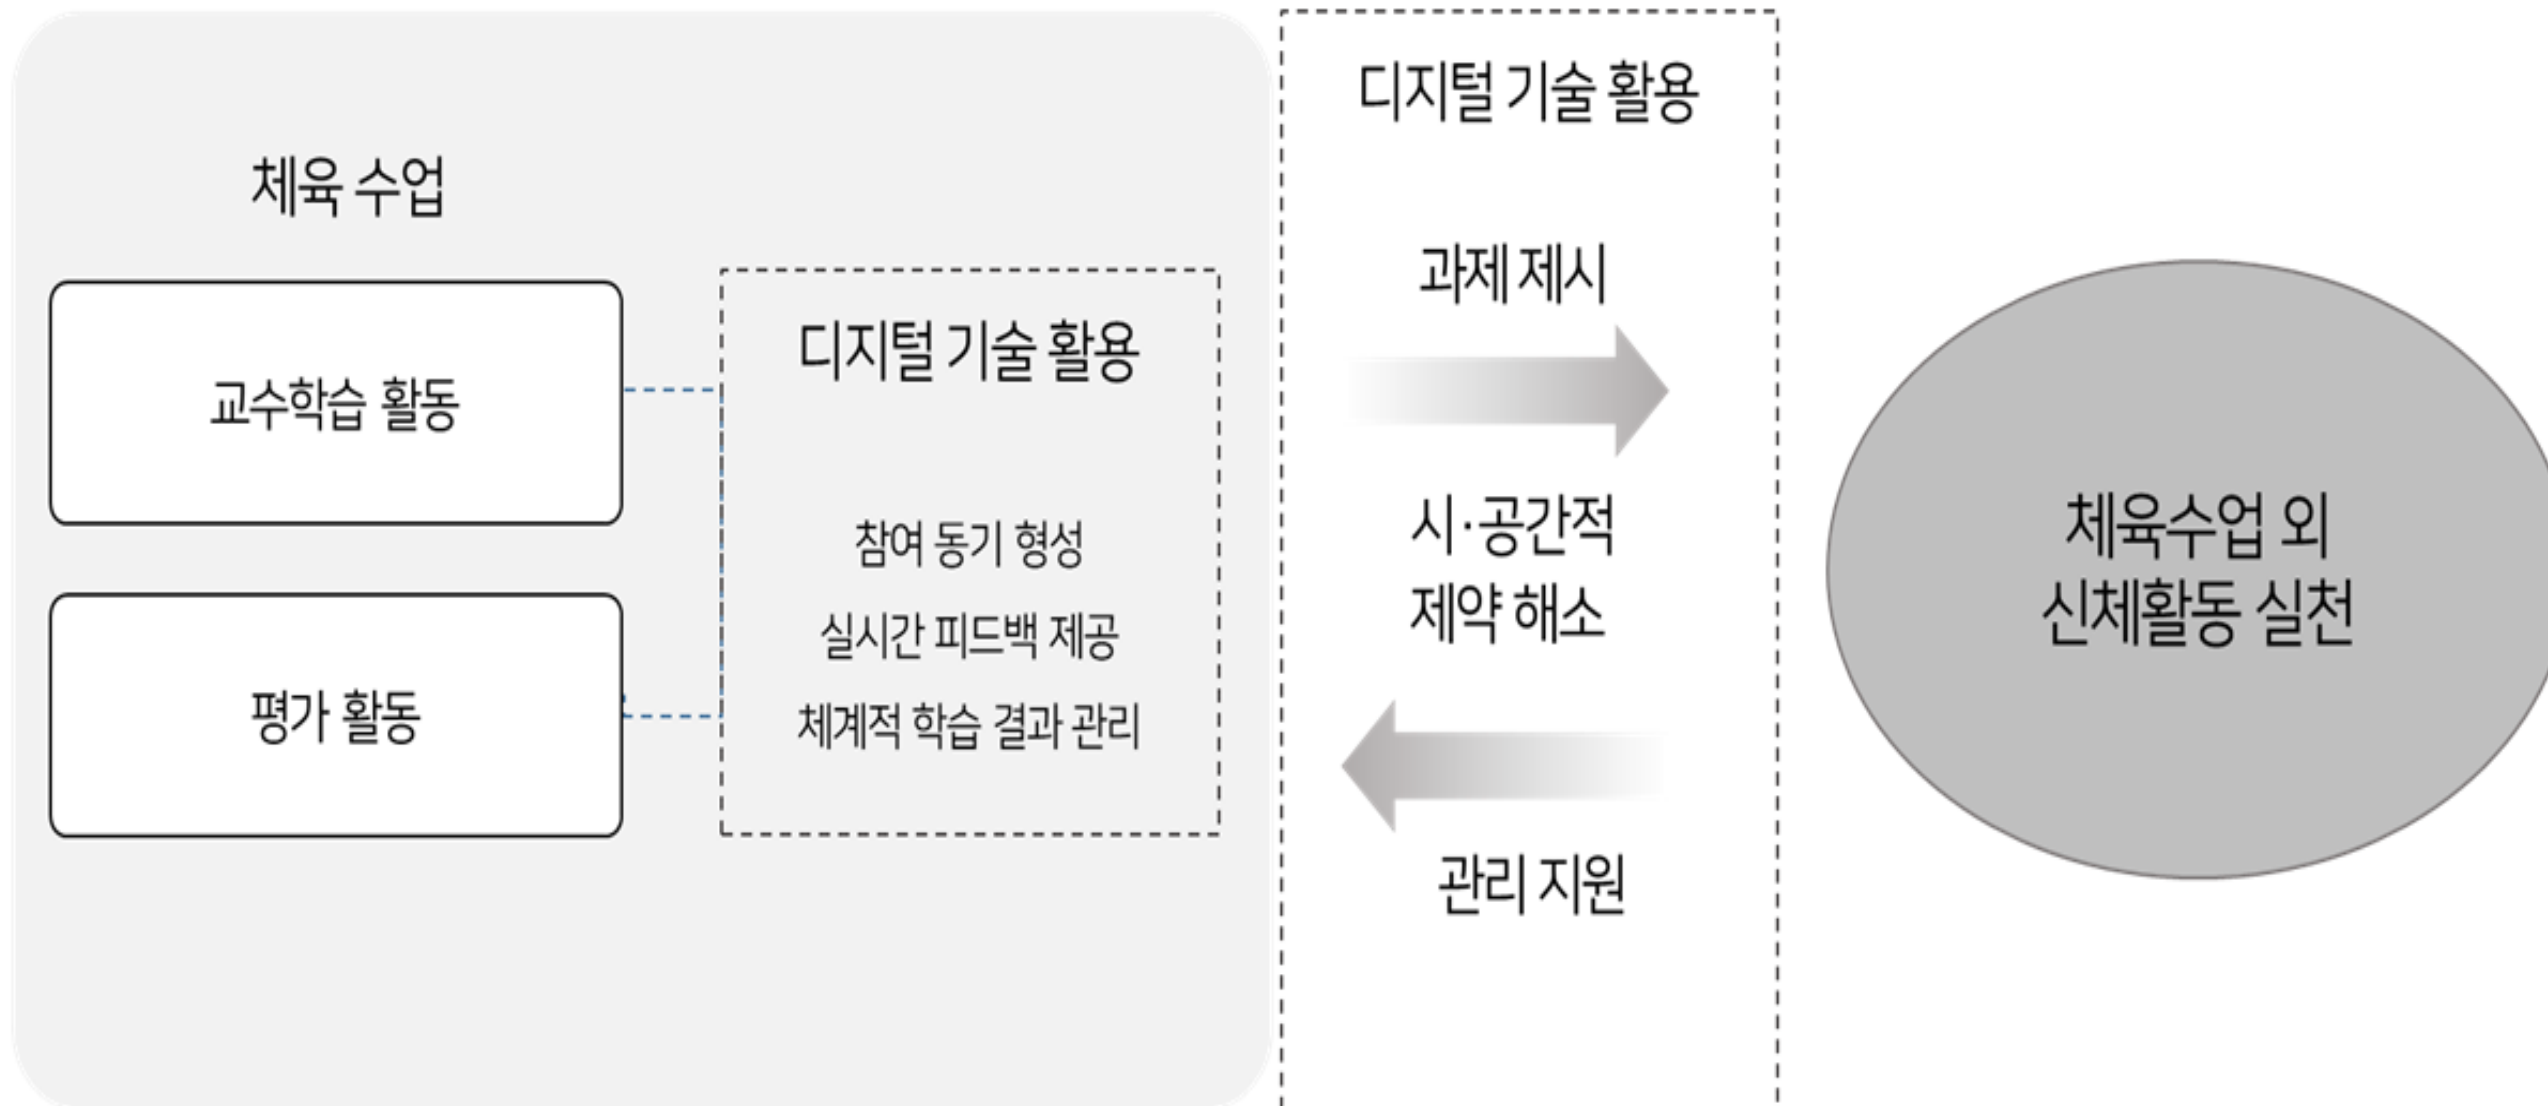 체육 수업
교수학습 활동
평가 활동
디지털 기술 활용
참여 동기 형성
실시간 피드백 제공
체계적 학습 결과 관리
디지털 기술 활용
과제 제시
시·공간적
제약 해소
관리 지원
체육수업 외
신체활동 실천